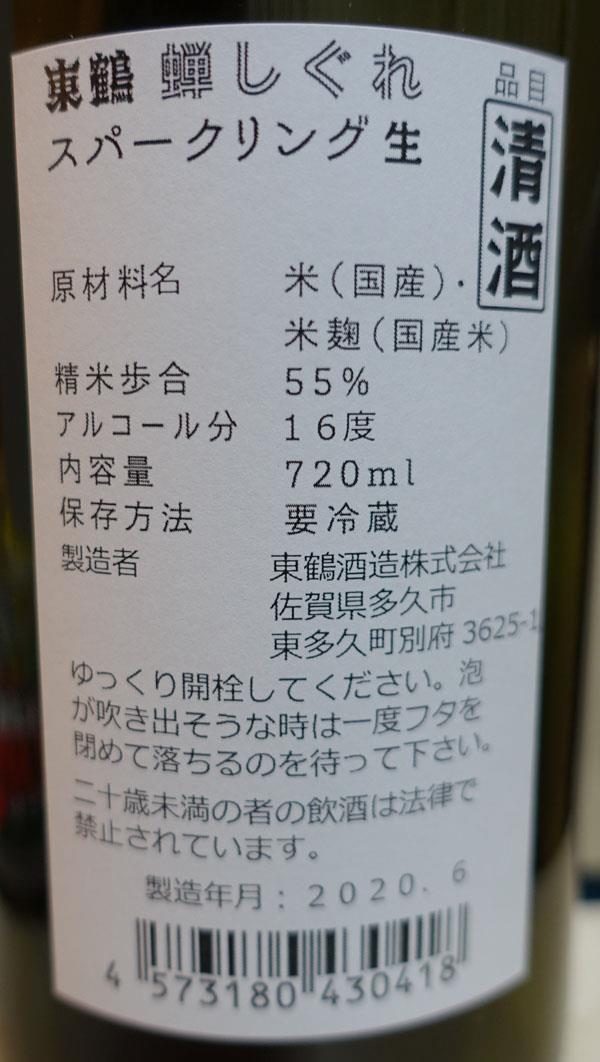 東鶴 蝉しぐれ
スパークリング生
品目
清酒
原材料名 米(国産)・
米麹(国産米)
精米歩合 55%
アルコール分 16度
内容量 720ml
保存方法 要冷蔵
製造者 東鶴酒造株式会社
佐賀県多久市
東多久町別府 3625-1
ゆっくり開栓してください。泡
が吹き出そうな時は一度フタを
閉めて落ちるのを待って下さい。
二十歳未満の者の飲酒は法律で
禁止されています。
製造年月:2020.6
4 573180 430418